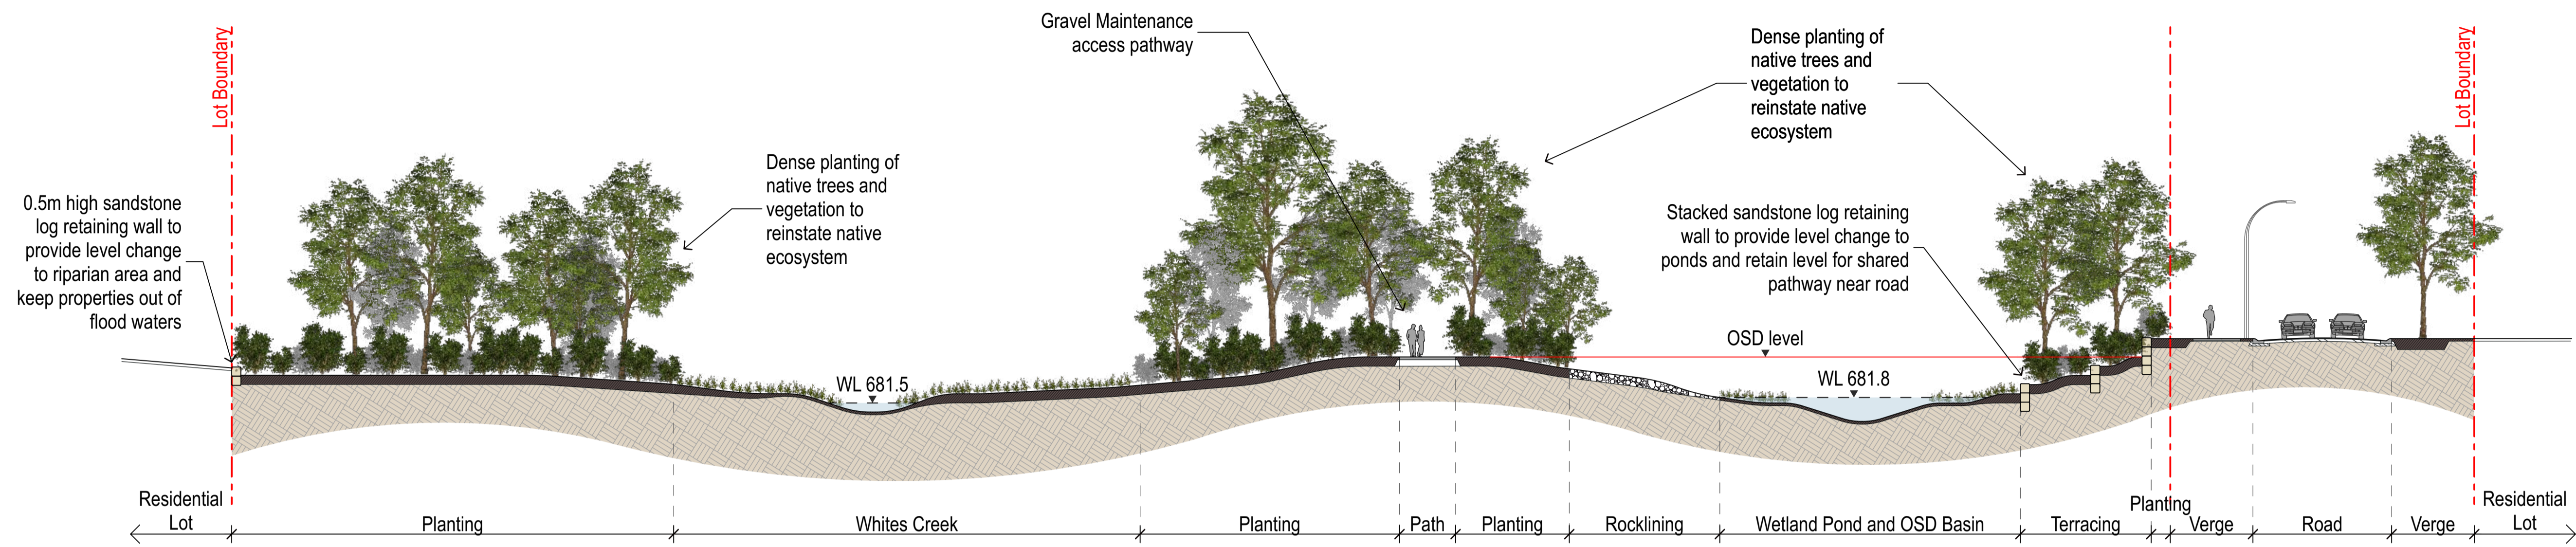 Gravel Maintenance
access pathway
Dense planting of
native trees and
vegetation to
reinstate native
ecosystem
Lot Boundary
Lot Boundary
Dense planting of
native trees and
vegetation to
reinstate native
ecosystem
0.5m high sandstone
log retaining wall to
provide level change
to riparian area and
keep properties out of
flood waters
Stacked sandstone log retaining
wall to provide level change to
ponds and retain level for shared
pathway near road
OSD level
WL 681.5
WL 681.8
Residential
Lot
Planting
Whites Creek
Planting
Path
Planting
Rocklining
Wetland Pond and OSD Basin
Terracing
Planting
Verge
Road
Verge
Residential
Lot